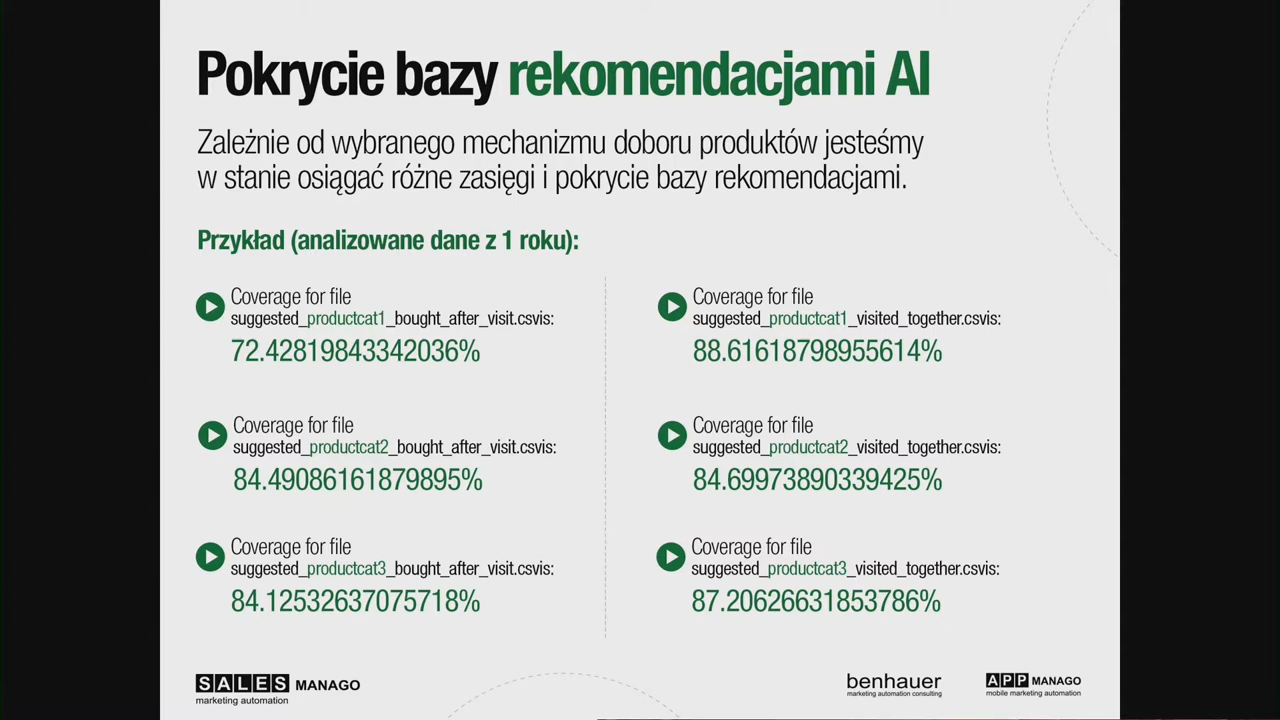 Pokrycie bazy rekomendacjami AI
Zależnie od wybranego mechanizmu doboru produktów jesteśmy
w stanie osiągać różne zasięgi i pokrycie bazy rekomendacjami.
Przykład (analizowane dane z 1 roku):
Coverage for file
suggested_productcat1_bought_after_visit.csvis:
72.42819843342036%
Coverage for file
suggested_productcat2_bought_after_visit.csvis:
84.49086161879895%
Coverage for file
suggested_productcat3_bought_after_visit.csvis:
84.12532637075718%
Coverage for file
suggested_productcat1_visited_together.csvis:
88.61618798955614%
Coverage for file
suggested_productcat2_visited_together.csvis:
84.69973890339425%
Coverage for file
suggested_productcat3_visited_together.csvis:
87.20626631853786%
SALES MANAGO
marketing automation
benhauer
marketing automation consulting
APP MANAGO
mobile marketing automation